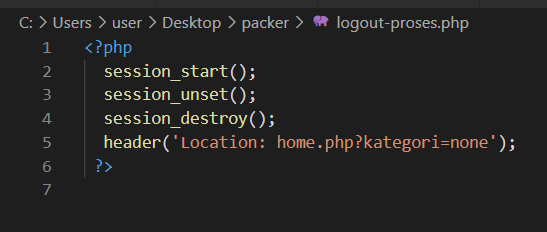 C: > Users > user > Desktop > packer > logout-proses.php
1 <?php
2 session_start();
3 session_unset();
4 session_destroy();
5 header('Location: home.php?kategori=none');
6 ?>
7